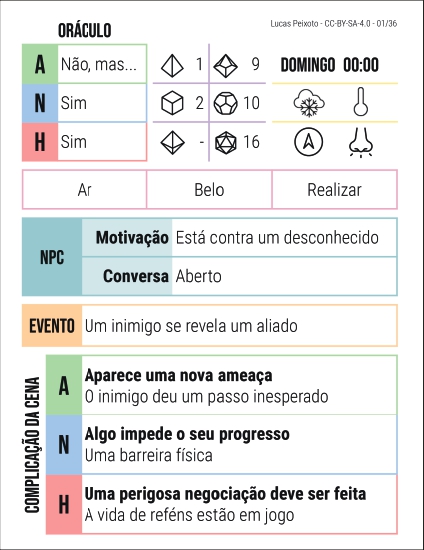 Lucas Peixoto - CC-BY-SA-4.0 - 01/36
ORÁCULO
A Não, mas...
N Sim
H Sim
1 9
2 10
- 16
DOMINGO 00:00
Ar Belo Realizar
NPC
Motivação Está contra um desconhecido
Conversa Aberto
EVENTO Um inimigo se revela um aliado
COMPLICAÇÃO DA CENA
A
Aparece uma nova ameaça
O inimigo deu um passo inesperado
N
Algo impede o seu progresso
Uma barreira física
H
Uma perigosa negociação deve ser feita
A vida de reféns estão em jogo